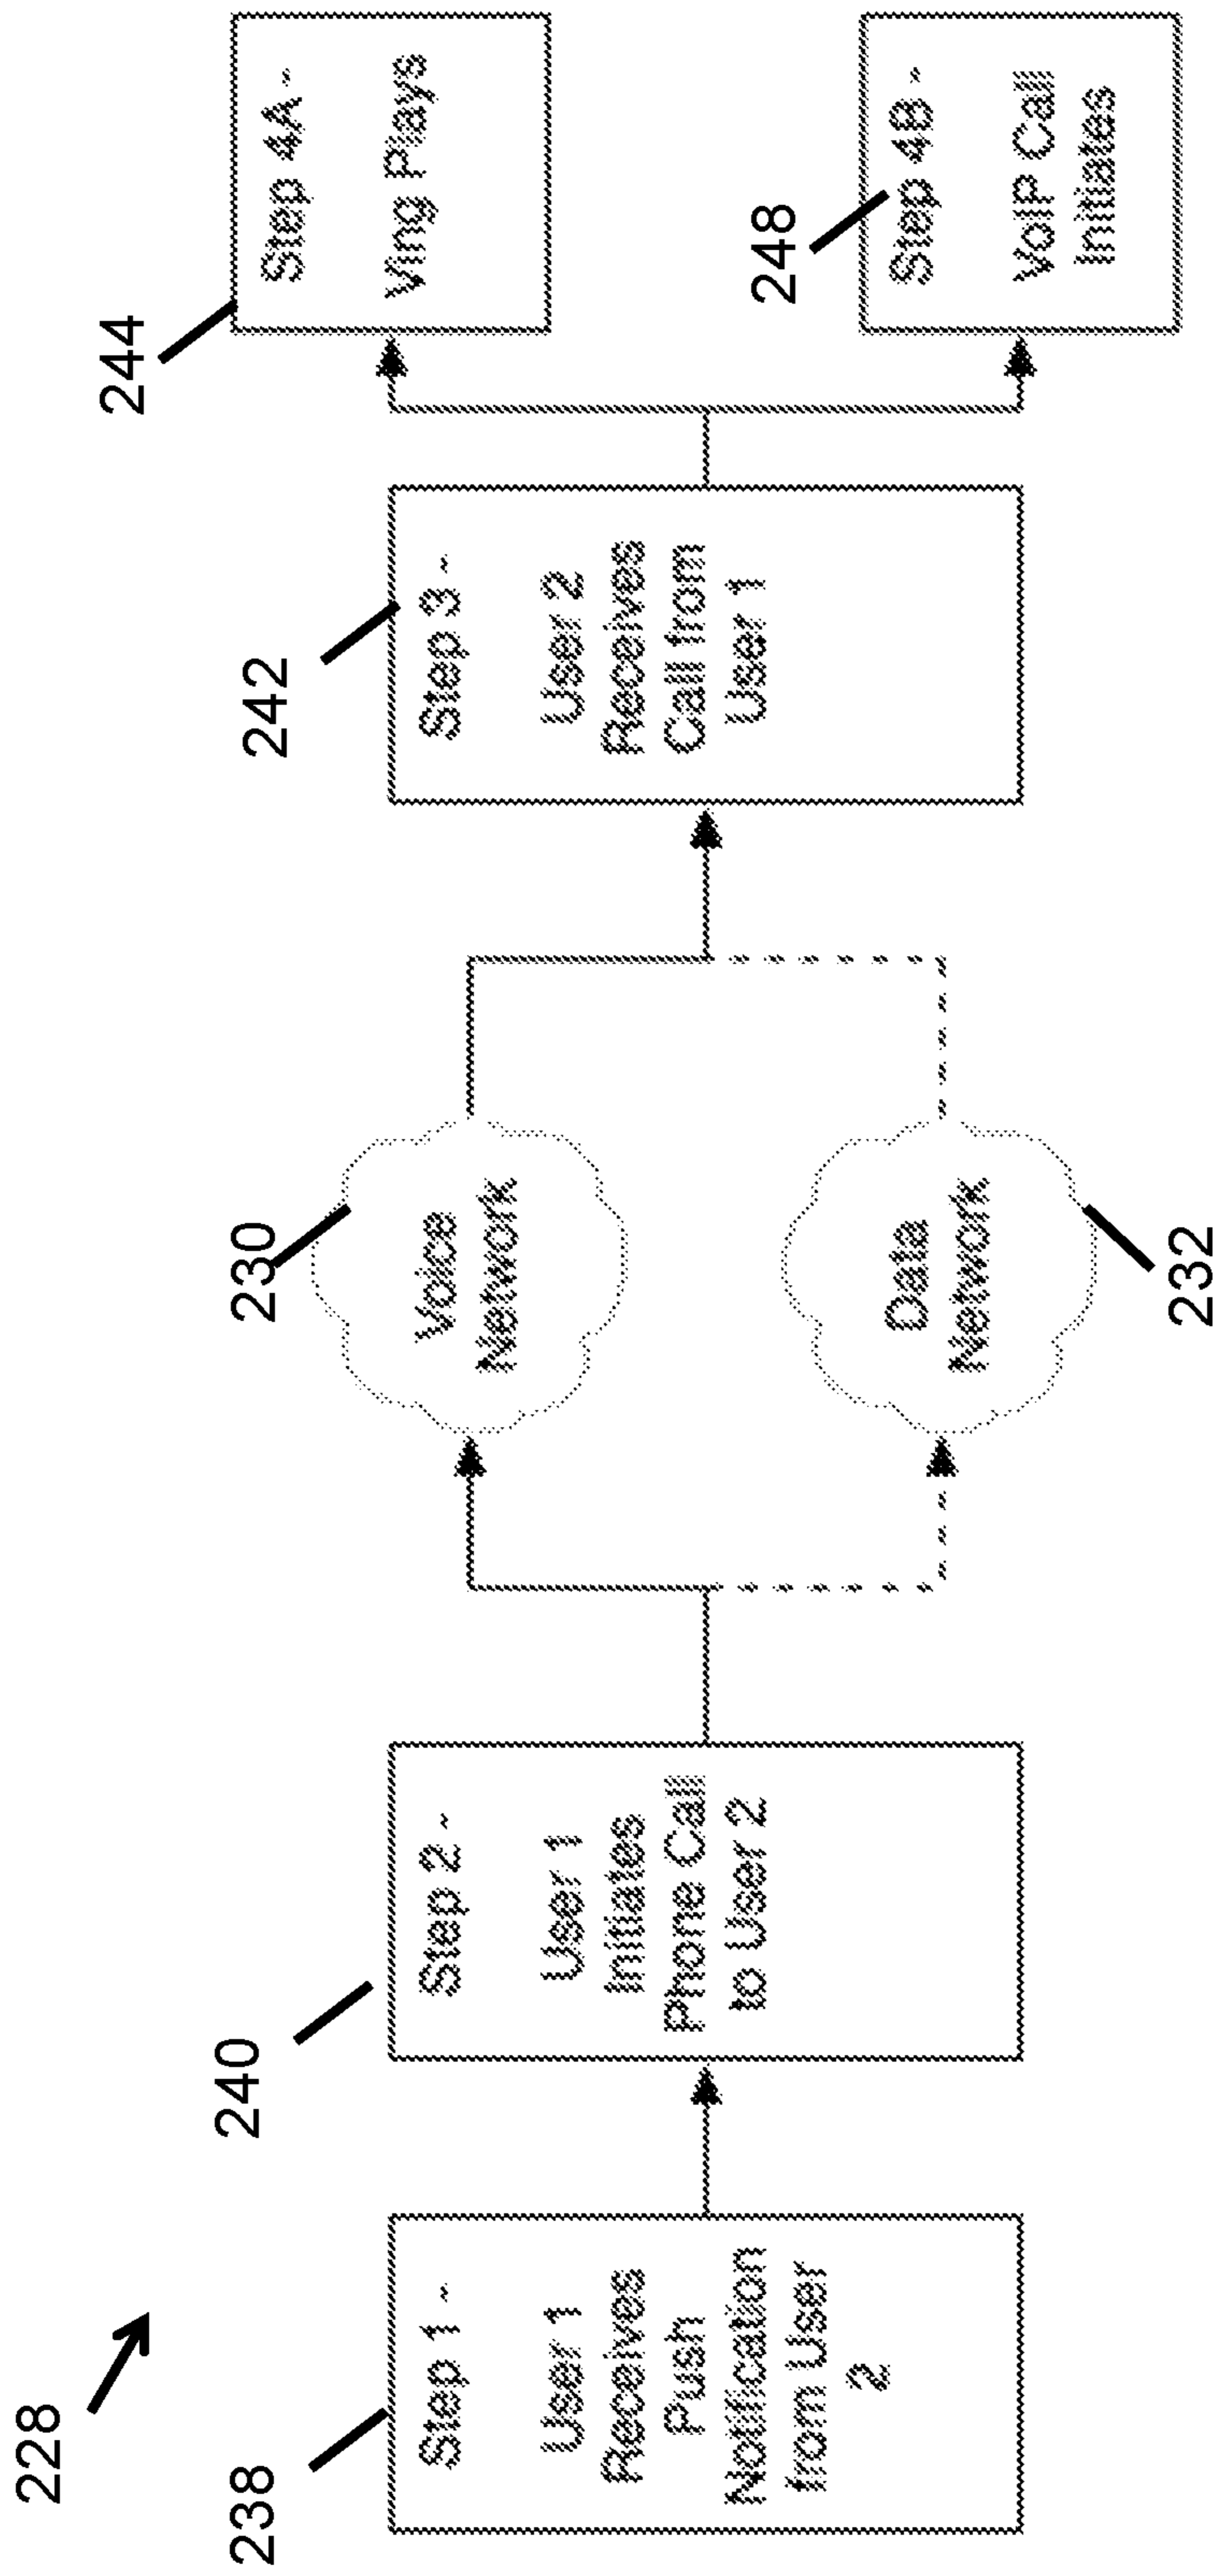 228
238
Step 1 -
User 1
Receives
Push
Notification
from User
2
240
Step 2 -
User 1
Initiates
Phone Call
to User 2
230
Voice
Network
Data
Network
232
242
Step 3 -
User 2
Receives
Call from
User 1
244
Step 4A -
Ving Plays
248
Step 4B -
VoIP Call
Initiates